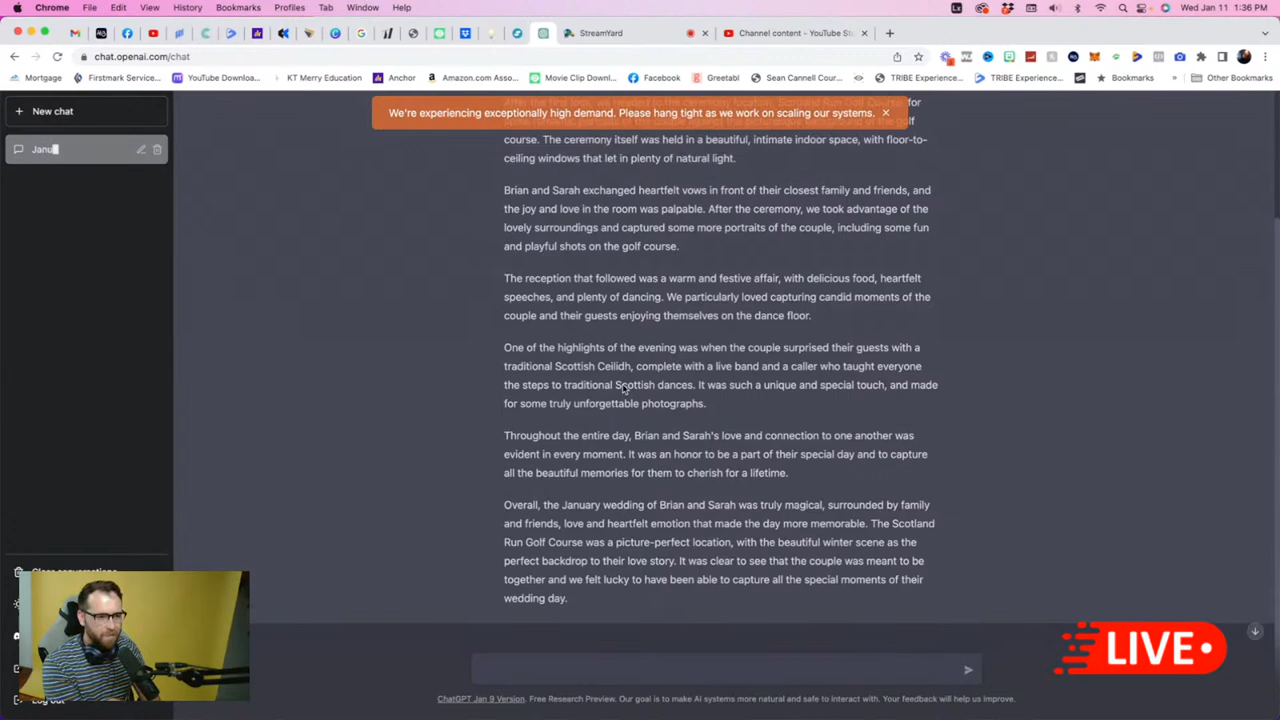 Chrome File Edit View History Bookmarks Profiles Tab Window Help Wed Jan 11 1:36 PM
StreamYard Channel content - YouTube St
chat.openai.com/chat
Mortgage Firstmark Service... YouTube Downloa... KT Merry Education Anchor Amazon.com Asso... Movie Clip Downl... Facebook Greetabl Sean Cannell Cour... TRIBE Experience... TRIBE Experience... Bookmarks » Other Bookmarks
+ New chat
Janu
We're experiencing exceptionally high demand. Please hang tight as we work on scaling our systems.
course. The ceremony itself was held in a beautiful, intimate indoor space, with floor-to-
ceiling windows that let in plenty of natural light.
Brian and Sarah exchanged heartfelt vows in front of their closest family and friends, and
the joy and love in the room was palpable. After the ceremony, we took advantage of the
lovely surroundings and captured some more portraits of the couple, including some fun
and playful shots on the golf course.
The reception that followed was a warm and festive affair, with delicious food, heartfelt
speeches, and plenty of dancing. We particularly loved capturing candid moments of the
couple and their guests enjoying themselves on the dance floor.
One of the highlights of the evening was when the couple surprised their guests with a
traditional Scottish Ceilidh, complete with a live band and a caller who taught everyone
the steps to traditional Scottish dances. It was such a unique and special touch, and made
for some truly unforgettable photographs.
Throughout the entire day, Brian and Sarah's love and connection to one another was
evident in every moment. It was an honor to be a part of their special day and to capture
all the beautiful memories for them to cherish for a lifetime.
Overall, the January wedding of Brian and Sarah was truly magical, surrounded by family
and friends, love and heartfelt emotion that made the day more memorable. The Scotland
Run Golf Course was a picture-perfect location, with the beautiful winter scene as the
perfect backdrop to their love story. It was clear to see that the couple was meant to be
together and we felt lucky to have been able to capture all the special moments of their
wedding day.
LIVE
ChatGPT Jan 9 Version. Free Research Preview. Our goal is to make AI systems more natural and safe to interact with. Your feedback will help us improve.